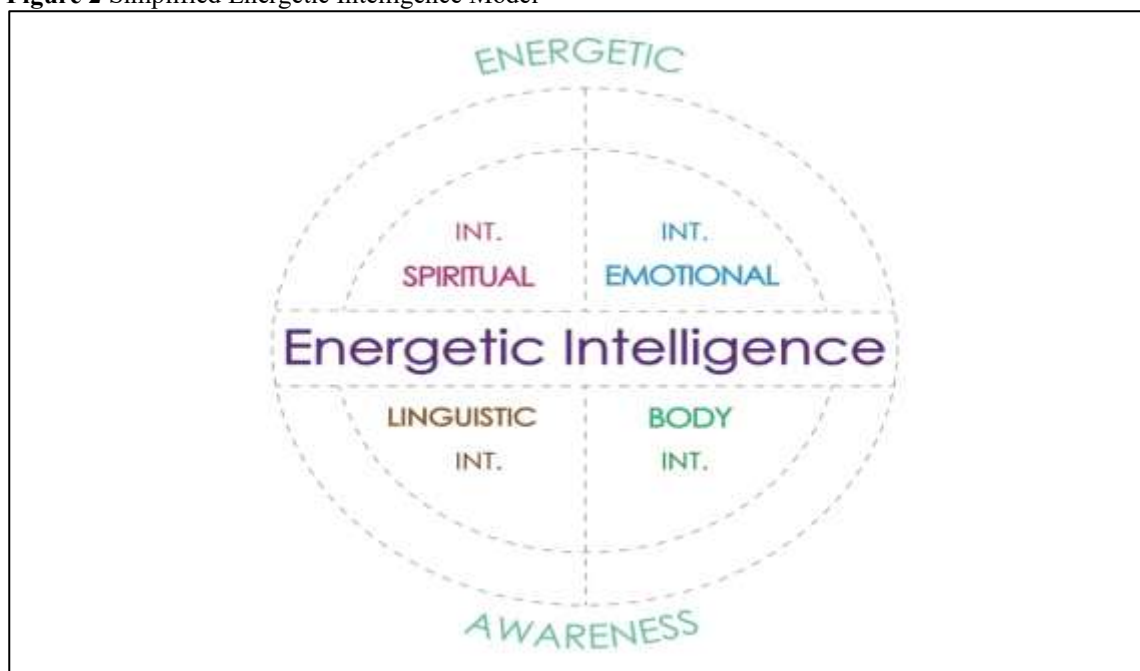 Figure 2 Simplified Energetic Intelligence Model
ENERGETIC
INT. INT.
SPIRITUAL EMOTIONAL
Energetic Intelligence
LINGUISTIC BODY
INT. INT.
AWARENESS